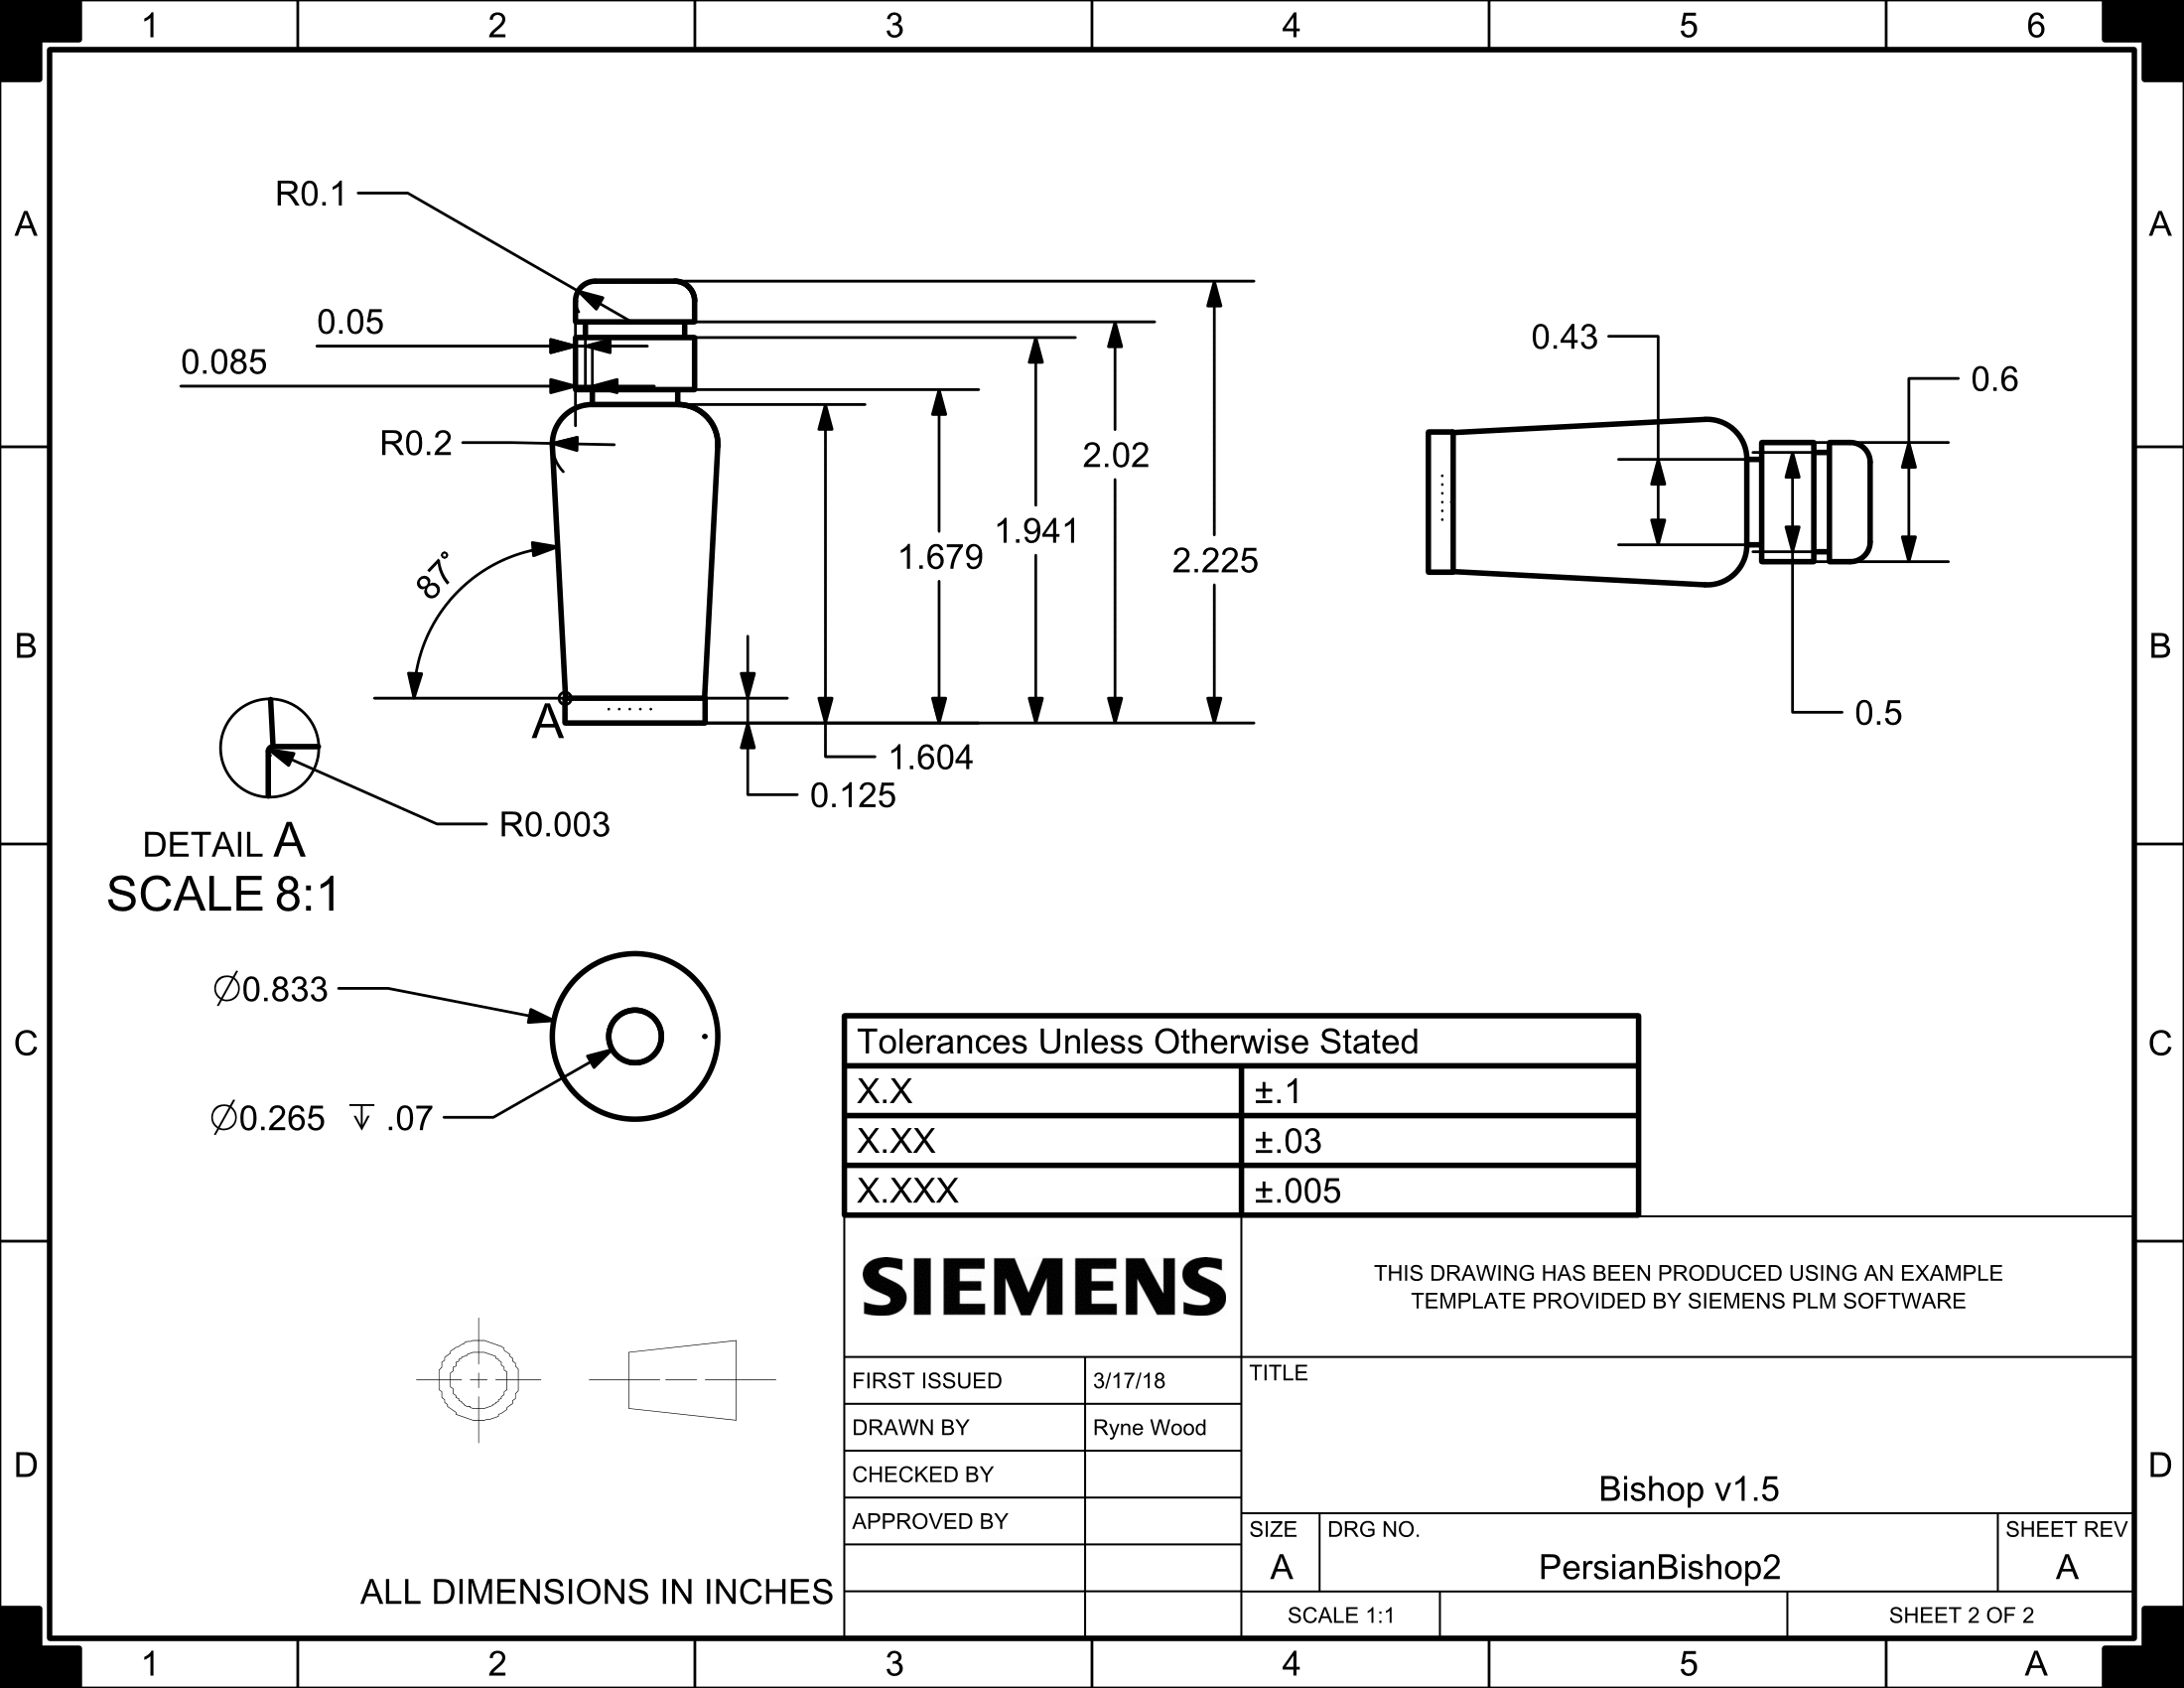 1 2 3 4 5 6
A A
R0.1
0.05
0.085
R0.2
87°
2.02
1.941
1.679
2.225
0.43
0.6
0.5
B B
A
1.604
0.125
R0.003
DETAIL A
SCALE 8:1
⌀0.833
⌀0.265 ↧ .07
C C
Tolerances Unless Otherwise Stated
X.X ±.1
X.XX ±.03
X.XXX ±.005
SIEMENS
THIS DRAWING HAS BEEN PRODUCED USING AN EXAMPLE
TEMPLATE PROVIDED BY SIEMENS PLM SOFTWARE
FIRST ISSUED 3/17/18
DRAWN BY Ryne Wood
CHECKED BY
APPROVED BY
TITLE
Bishop v1.5
SIZE
A
DRG NO.
PersianBishop2
SHEET REV
A
SCALE 1:1
SHEET 2 OF 2
D D
ALL DIMENSIONS IN INCHES
1 2 3 4 5 A